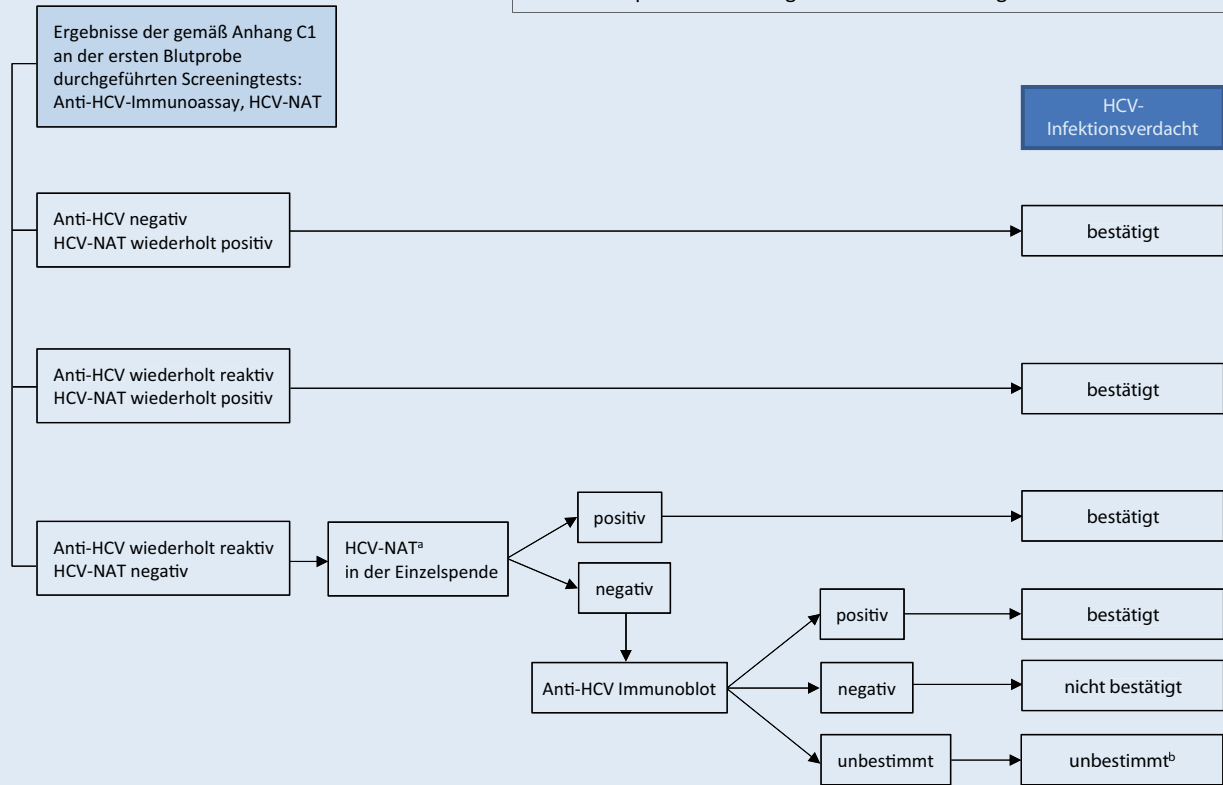 Ergebnisse der gemäß Anhang C1
an der ersten Blutprobe
durchgeführten Screeningtests:
Anti-HCV-Immunoassay, HCV-NAT
HCV-
Infektionsverdacht
Anti-HCV negativ
HCV-NAT wiederholt positiv
bestätigt
Anti-HCV wiederholt reaktiv
HCV-NAT wiederholt positiv
bestätigt
Anti-HCV wiederholt reaktiv
HCV-NAT negativ
HCV-NATᵃ
in der Einzelspende
positiv
bestätigt
negativ
Anti-HCV Immunoblot
positiv
bestätigt
negativ
nicht bestätigt
unbestimmt
unbestimmtᵇ